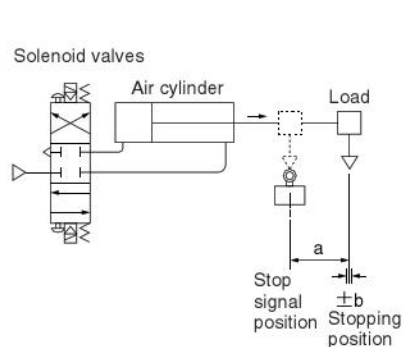 Solenoid valves
Air cylinder
Load
a
Stop
signal
position
±b
Stopping
position